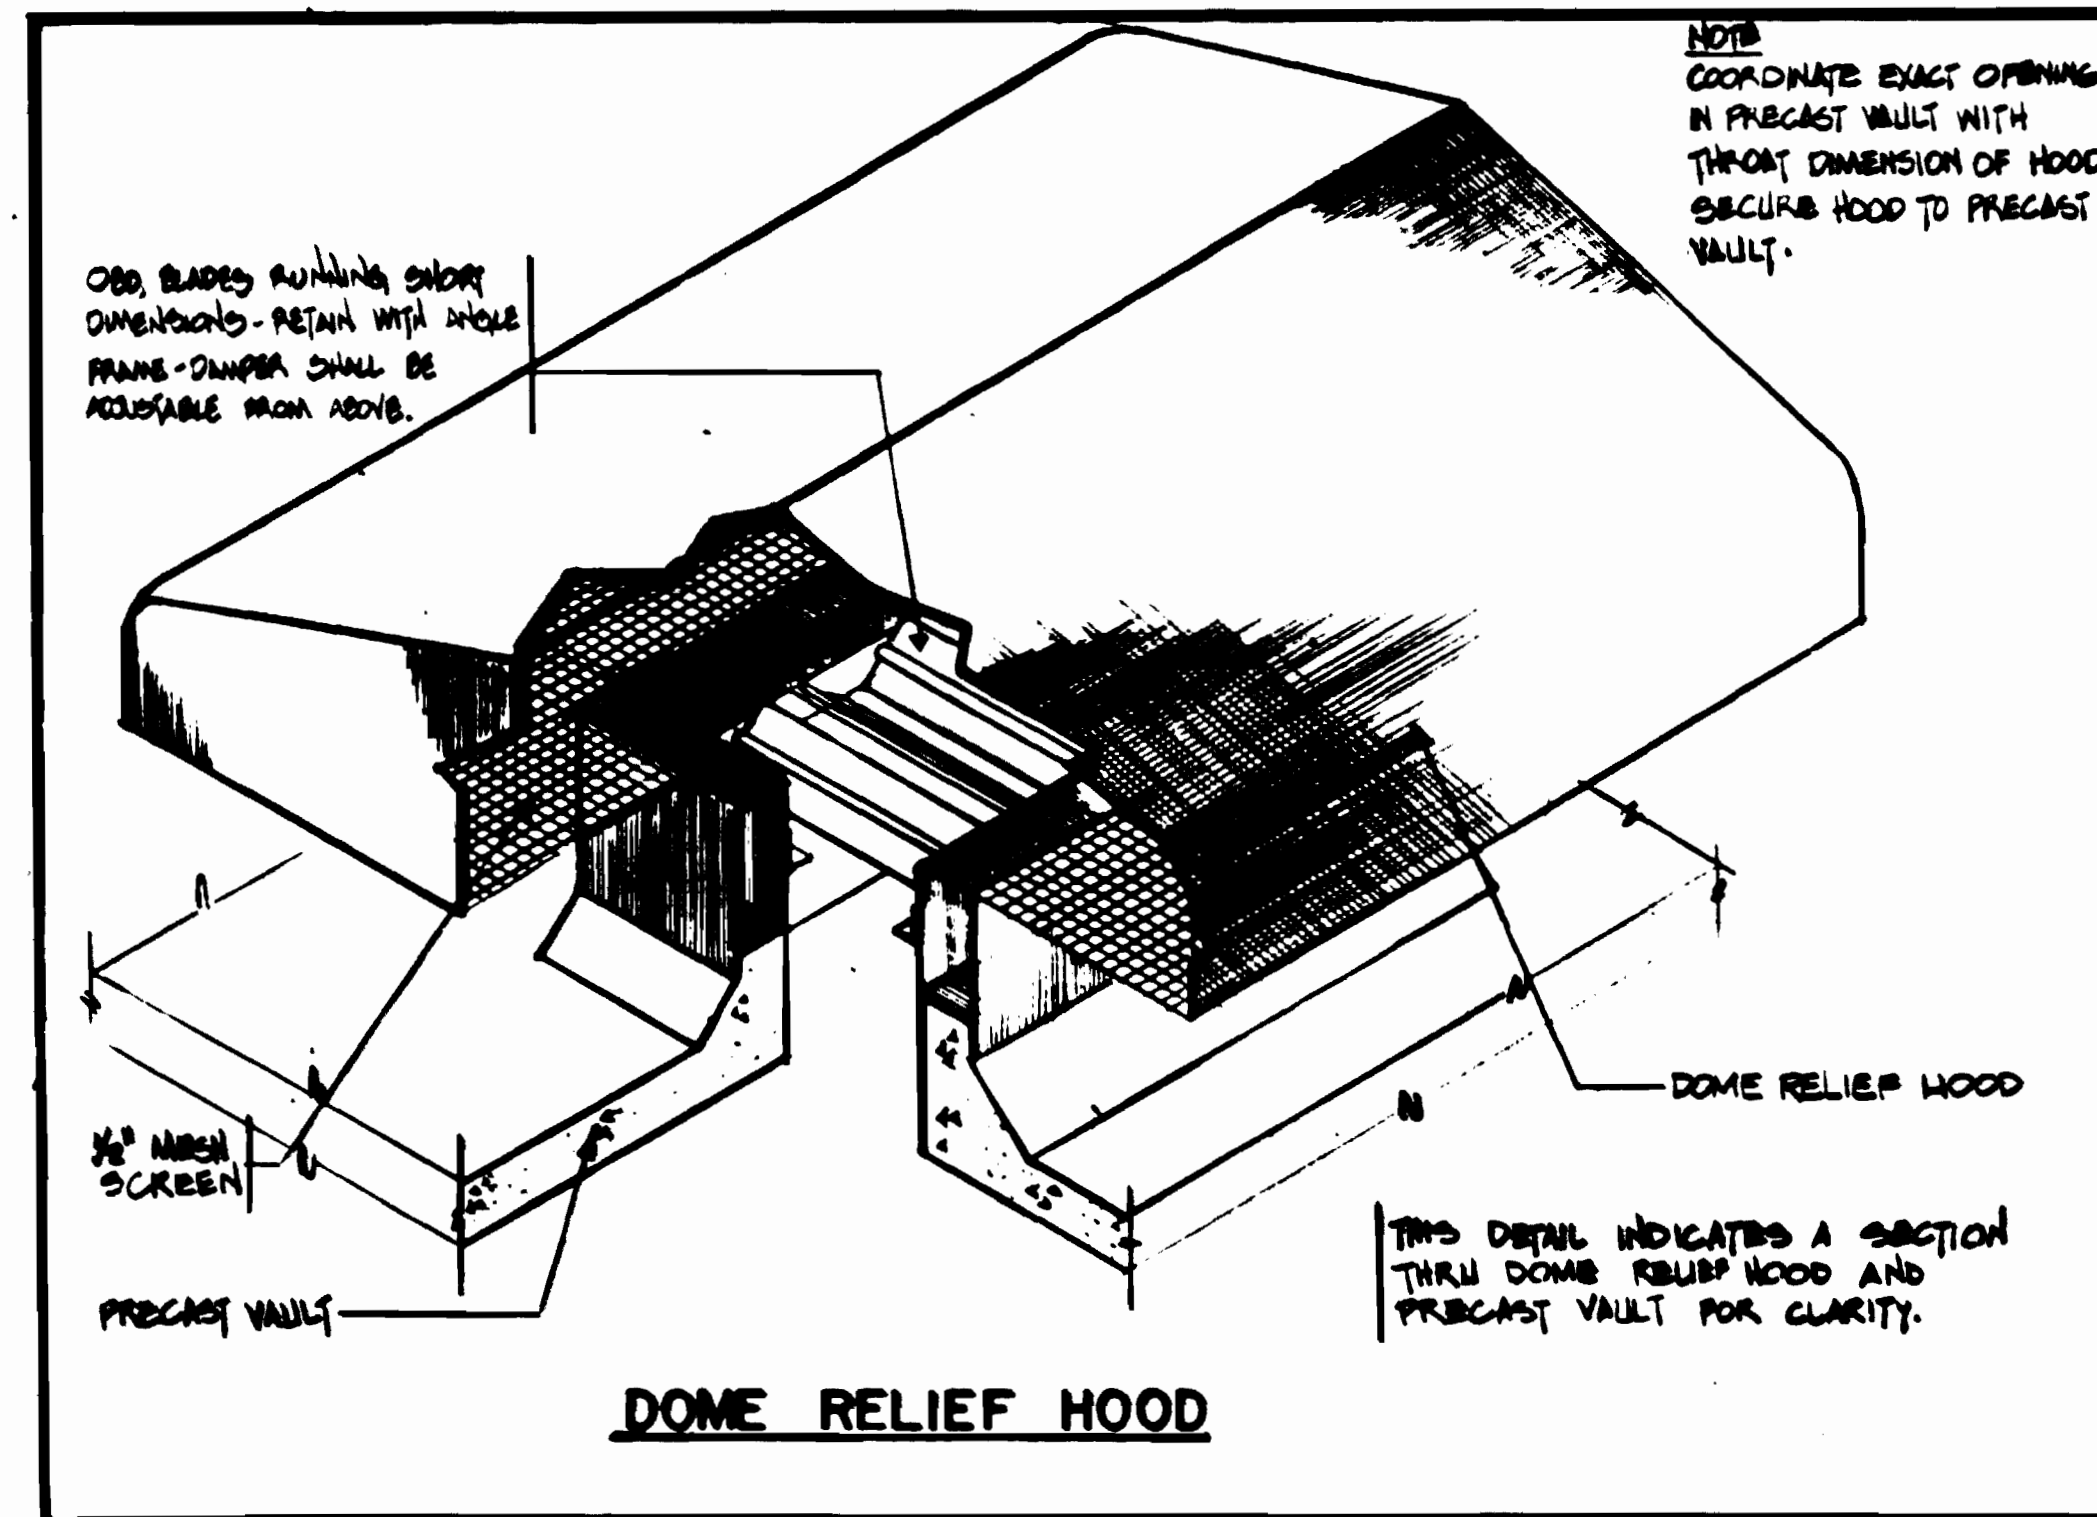 NOTE
COORDINATE EXACT OPENING
IN PRECAST VAULT WITH
THROAT DIMENSION OF HOOD
SECURE HOOD TO PRECAST
VAULT.
OBD, BLADES RUNNING SHORT
DIMENSIONS - RETAIN WITH ANGLE
FRAME - DAMPER SHALL BE
ADJUSTABLE FROM ABOVE.
DOME RELIEF HOOD
1/2" MESH
SCREEN
THIS DETAIL INDICATES A SECTION
THRU DOME RELIEF HOOD AND
PRECAST VAULT FOR CLARITY.
PRECAST VAULT
DOME RELIEF HOOD